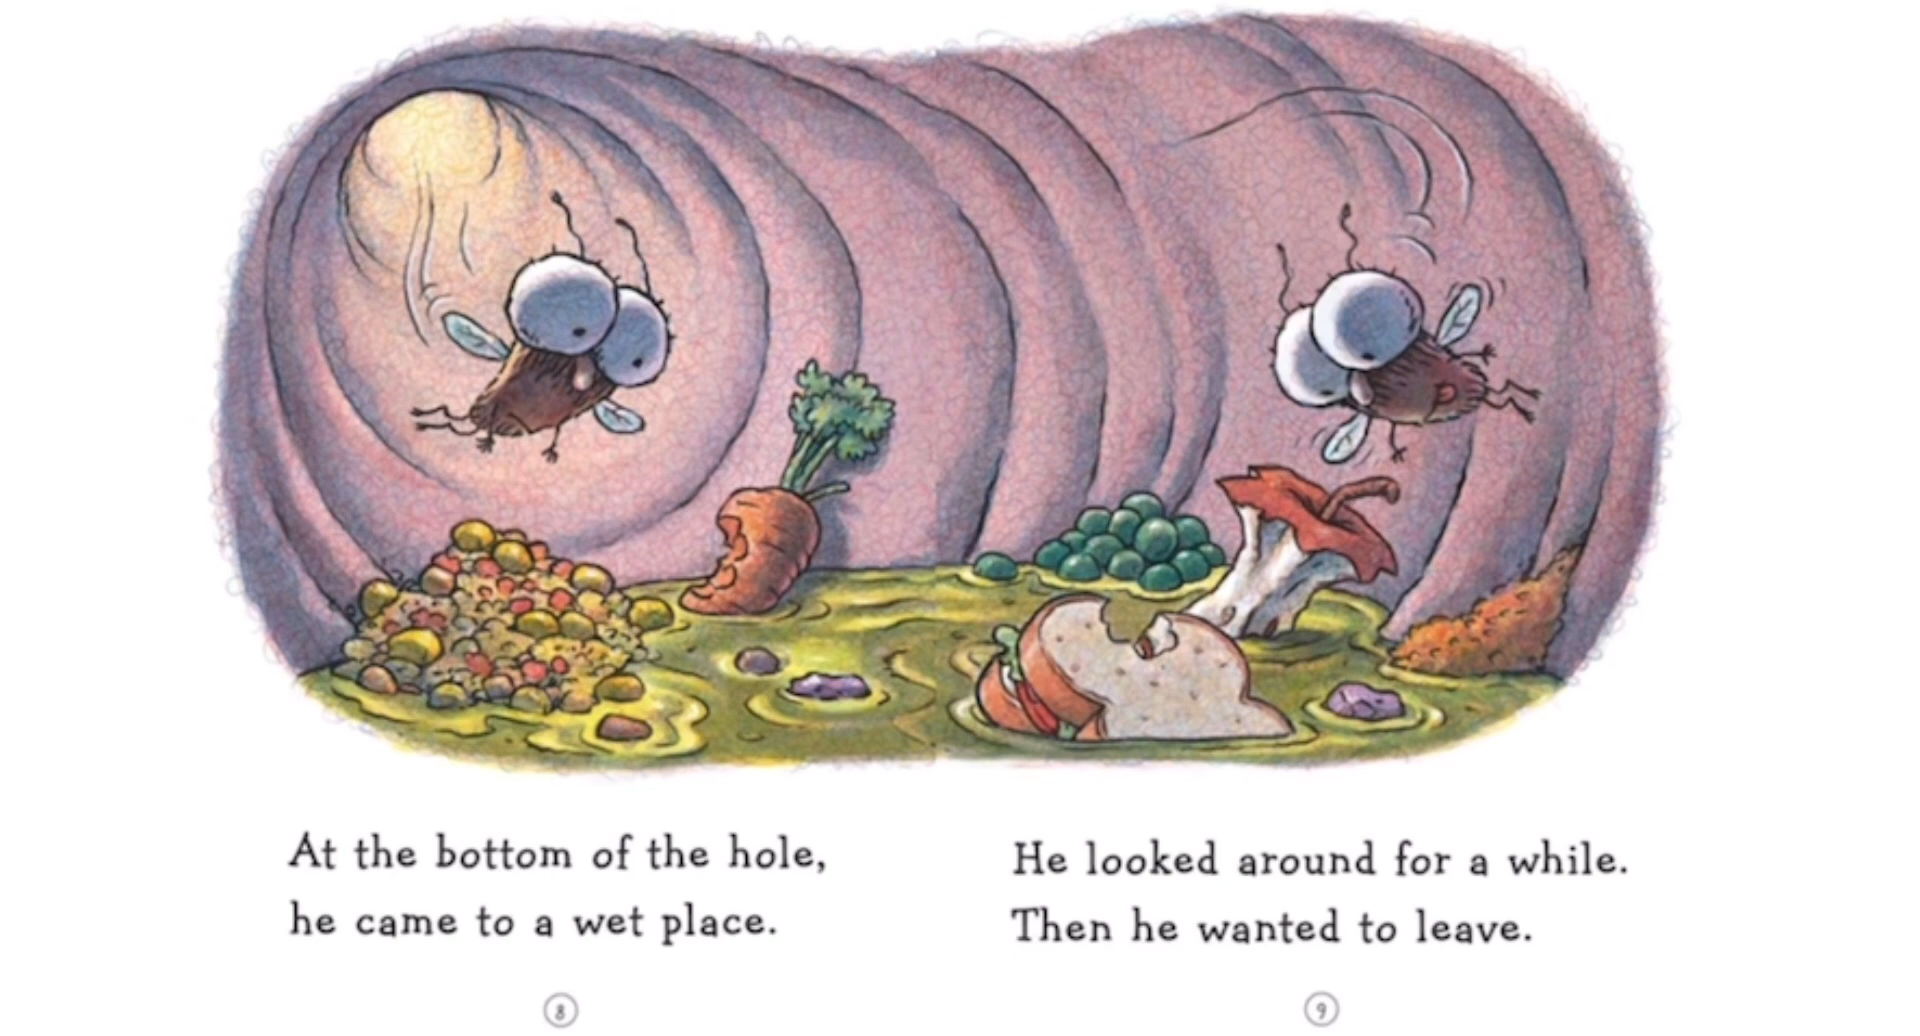 At the bottom of the hole,
he came to a wet place.
8
He looked around for a while.
Then he wanted to leave.
9